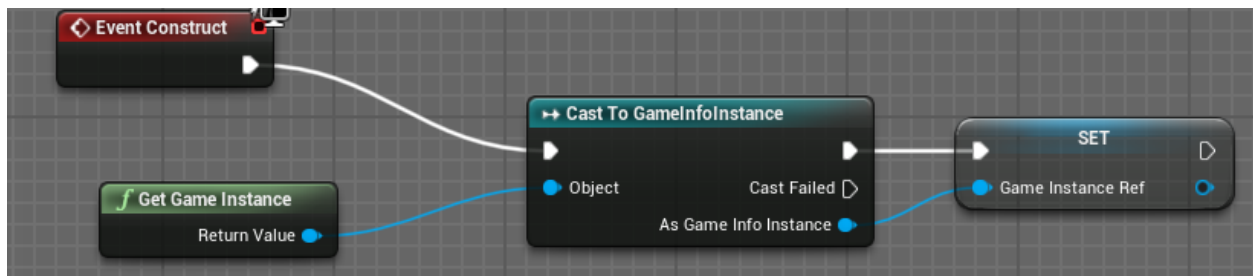 Event Construct
Cast To GameInfoInstance
SET
Object
Cast Failed
Game Instance Ref
f Get Game Instance
As Game Info Instance
Return Value